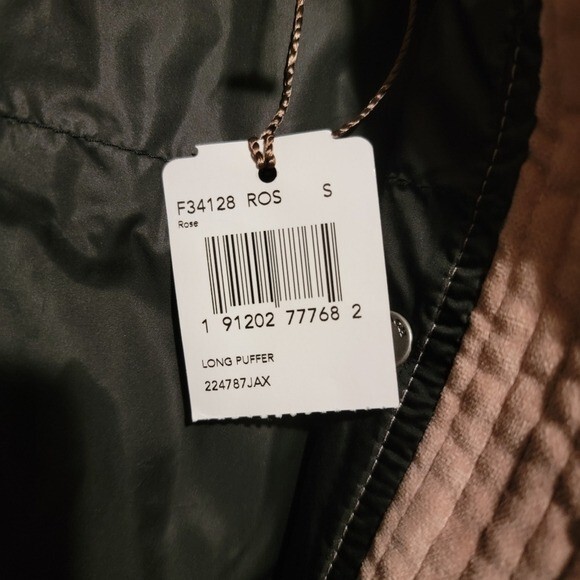 F34128 ROS S
Rose
1 91202 77768 2
LONG PUFFER
224787JAX